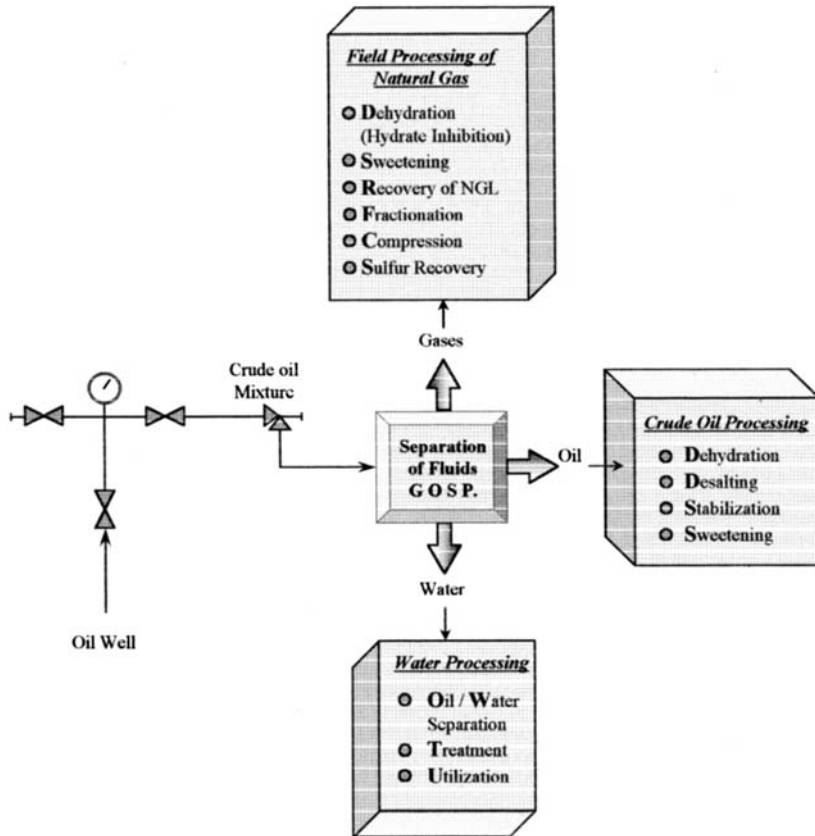 Field Processing of
Natural Gas
Dehydration
(Hydrate Inhibition)
Sweetening
Recovery of NGL
Fractionation
Compression
Sulfur Recovery
Gases
Crude oil
Mixture
Separation
of Fluids
G O S P.
Oil
Crude Oil Processing
Dehydration
Desalting
Stabilization
Sweetening
Water
Oil Well
Water Processing
Oil / Water
Separation
Treatment
Utilization